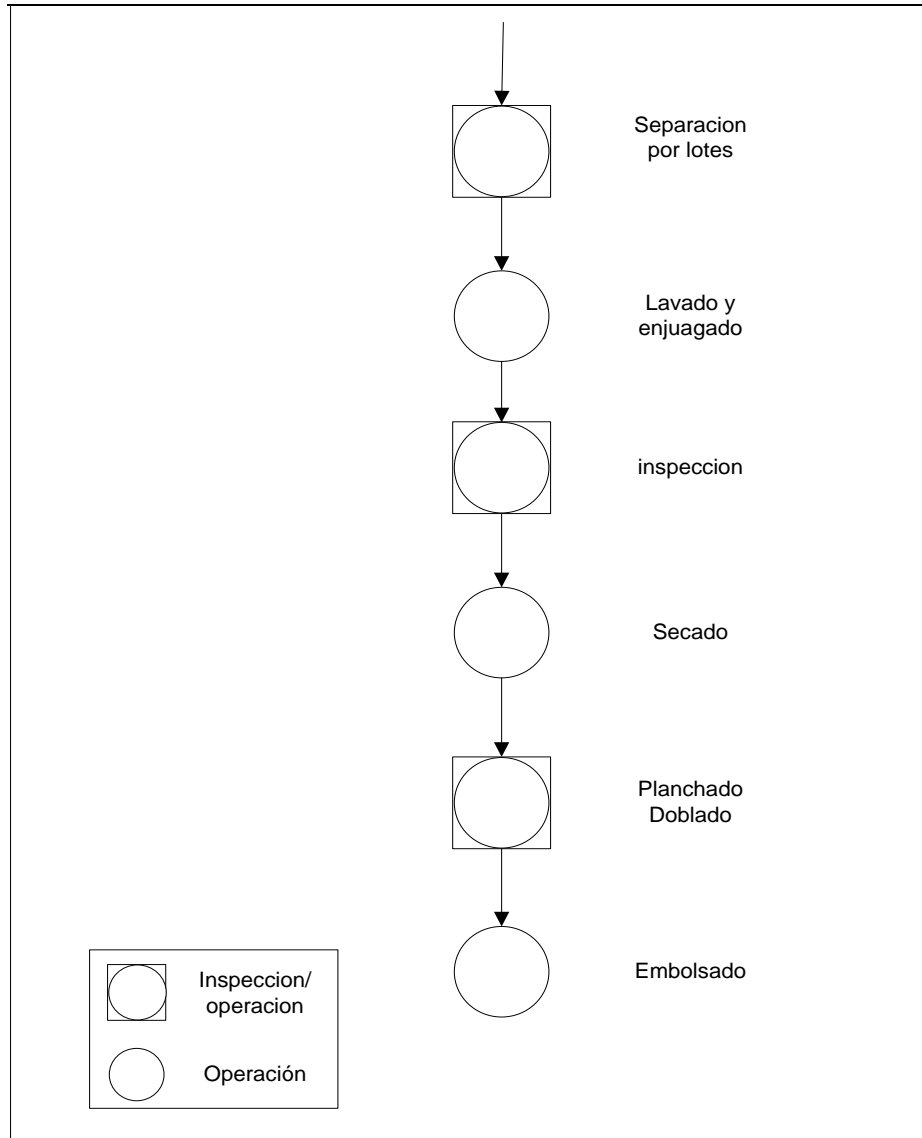 Separacion
por lotes
Lavado y
enjuagado
inspeccion
Secado
Planchado
Doblado
Embolsado
Inspeccion/
operacion
Operación